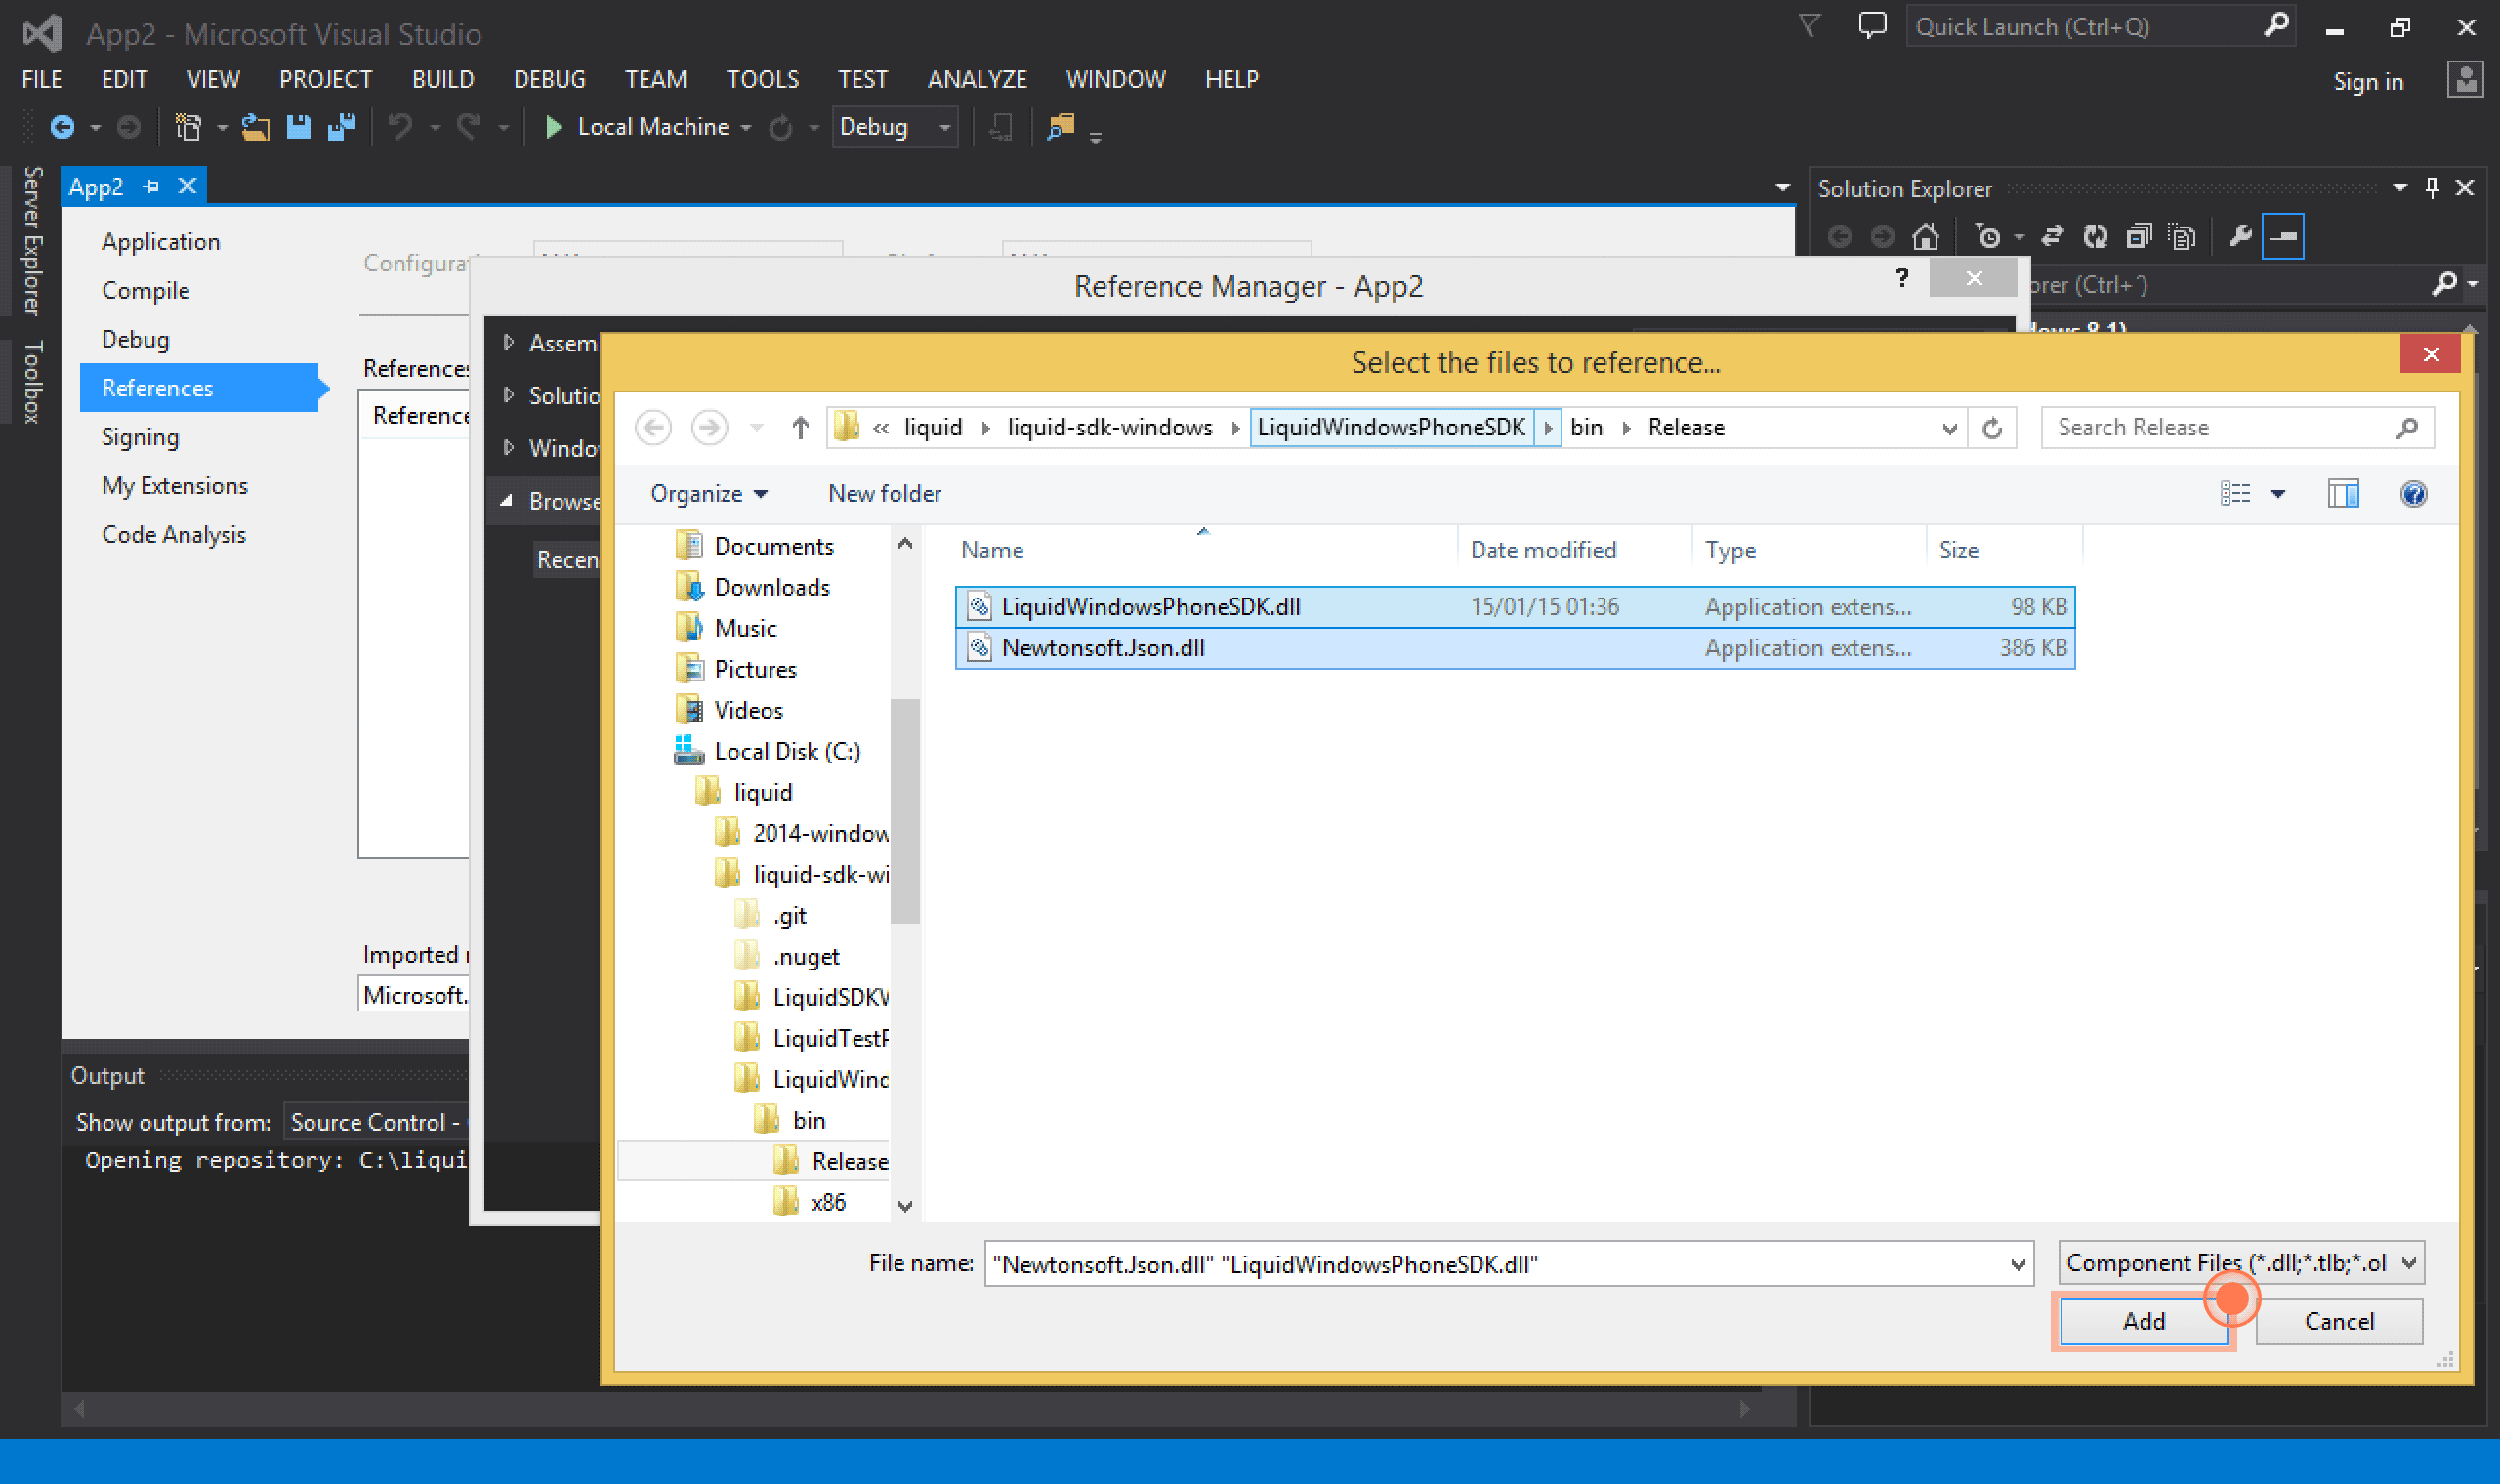 App2 - Microsoft Visual Studio
Quick Launch (Ctrl+Q)
FILE EDIT VIEW PROJECT BUILD DEBUG TEAM TOOLS TEST ANALYZE WINDOW HELP
Sign in
Local Machine
Debug
Server Explorer
Toolbox
App2
Solution Explorer
Application
Compile
Debug
References
Signing
My Extensions
Code Analysis
References
Reference
Imported
Microsoft.
Reference Manager - App2
?
(Ctrl+
Assem
Solutio
Windo
Browse
Recen
Select the files to reference...
« liquid liquid-sdk-windows LiquidWindowsPhoneSDK bin Release
Search Release
Organize New folder
Documents
Downloads
Music
Pictures
Videos
Local Disk (C:)
liquid
2014-window
liquid-sdk-wi
.git
.nuget
LiquidSDKW
LiquidTestP
LiquidWind
bin
Release
x86
Name Date modified Type Size
LiquidWindowsPhoneSDK.dll 15/01/15 01:36 Application extens... 98 KB
Newtonsoft.Json.dll Application extens... 386 KB
File name: "Newtonsoft.Json.dll" "LiquidWindowsPhoneSDK.dll"
Component Files (*.dll;*.tlb;*.ol
Add Cancel
Output
Show output from: Source Control -
Opening repository: C:\liqui